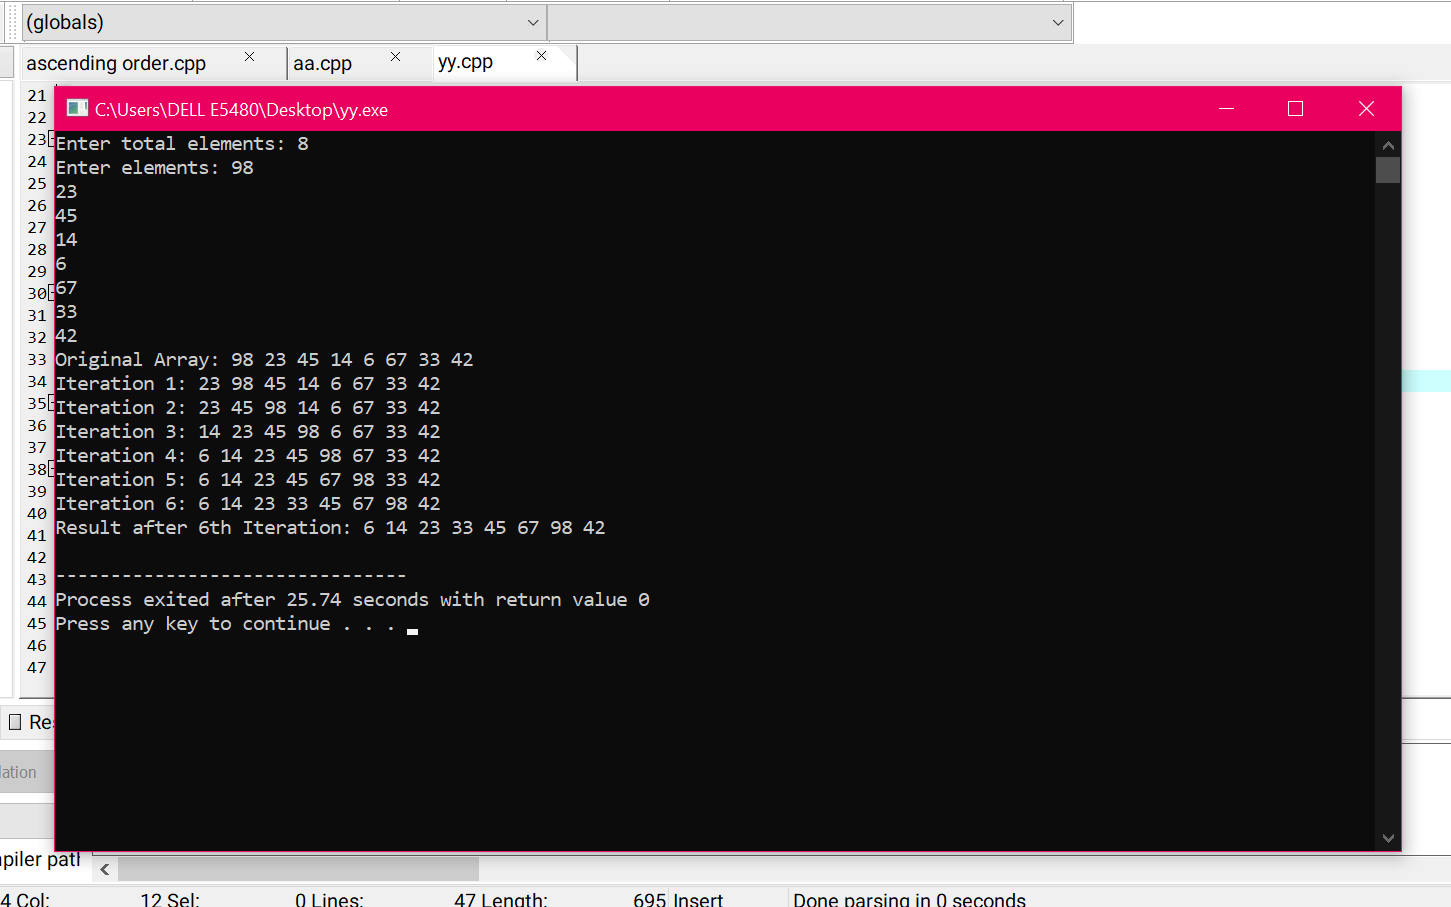 (globals)
ascending order.cpp
aa.cpp
yy.cpp
21
22
23
24
25
26
27
28
29
30
31
32
33
34
35
36
37
38
39
40
41
42
43
44
45
46
47
C:\Users\DELL E5480\Desktop\yy.exe
Enter total elements: 8
Enter elements: 98
23
45
14
6
67
33
42
Original Array: 98 23 45 14 6 67 33 42
Iteration 1: 23 98 45 14 6 67 33 42
Iteration 2: 23 45 98 14 6 67 33 42
Iteration 3: 14 23 45 98 6 67 33 42
Iteration 4: 6 14 23 45 98 67 33 42
Iteration 5: 6 14 23 45 67 98 33 42
Iteration 6: 6 14 23 33 45 67 98 42
Result after 6th Iteration: 6 14 23 33 45 67 98 42
--------------------------------
Process exited after 25.74 seconds with return value 0
Press any key to continue . . .
4 Col: 12 Sel: 0 Lines: 47 Length: 695 Insert Done parsing in 0 seconds